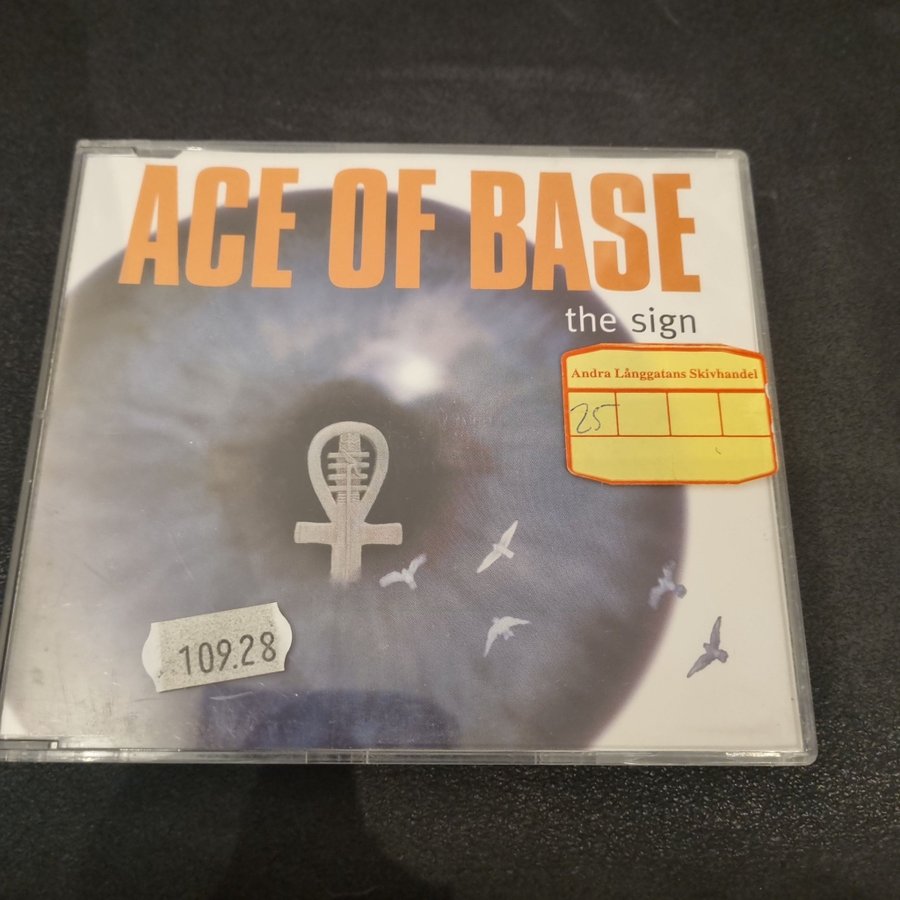 ACE OF BASE
the sign
Andra Långgatans Skivhandel
25
109.28